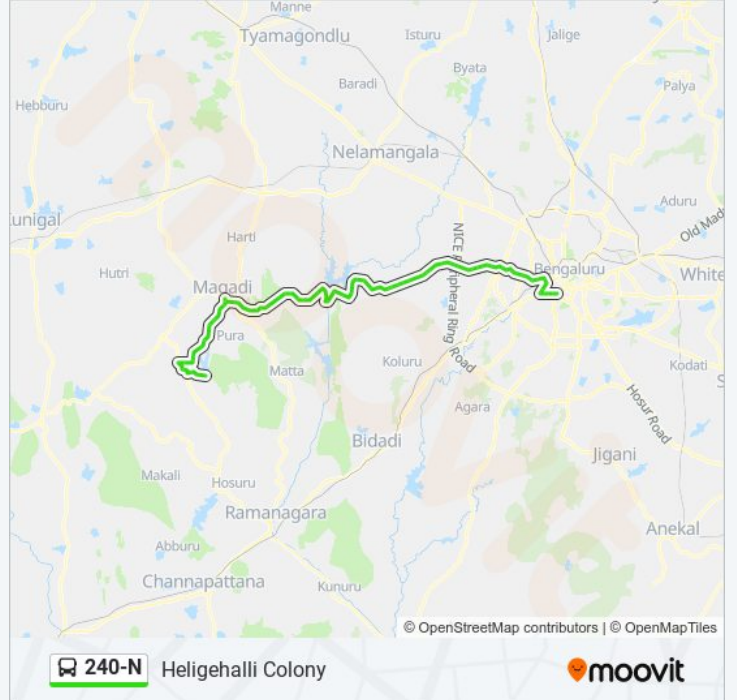 Manne
Tyamagondlu
Isturu
Jalige
Byata
Baradi
Palya
Hebburu
Nelamangala
Aduru
unigal
Old Mad
Harti
NICE Peripheral Ring Road
Bengaluru
White
Hutri
Magadi
Pura
Koluru
Kodati
Matta
Agara
Hosur Road
S
Bidadi
Jigani
Makali
Hosuru
Ramanagara
Anekal
Abburu
Channapattana
Kunuru
© OpenStreetMap contributors | © OpenMapTiles
240-N Heligehalli Colony
moovit